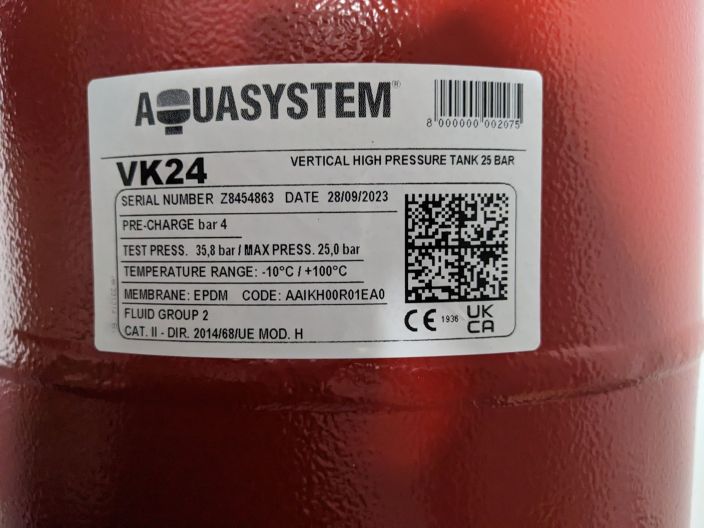 AQUASYSTEM®
8 000000 002075
VK24
VERTICAL HIGH PRESSURE TANK 25 BAR
SERIAL NUMBER Z8454863 DATE 28/09/2023
PRE-CHARGE bar 4
TEST PRESS. 35,8 bar / MAX PRESS. 25,0 bar
TEMPERATURE RANGE: -10°C / +100°C
MEMBRANE: EPDM CODE: AAIKH00R01EA0
FLUID GROUP 2
CAT. II - DIR. 2014/68/UE MOD. H
CE 1936 UK
CA